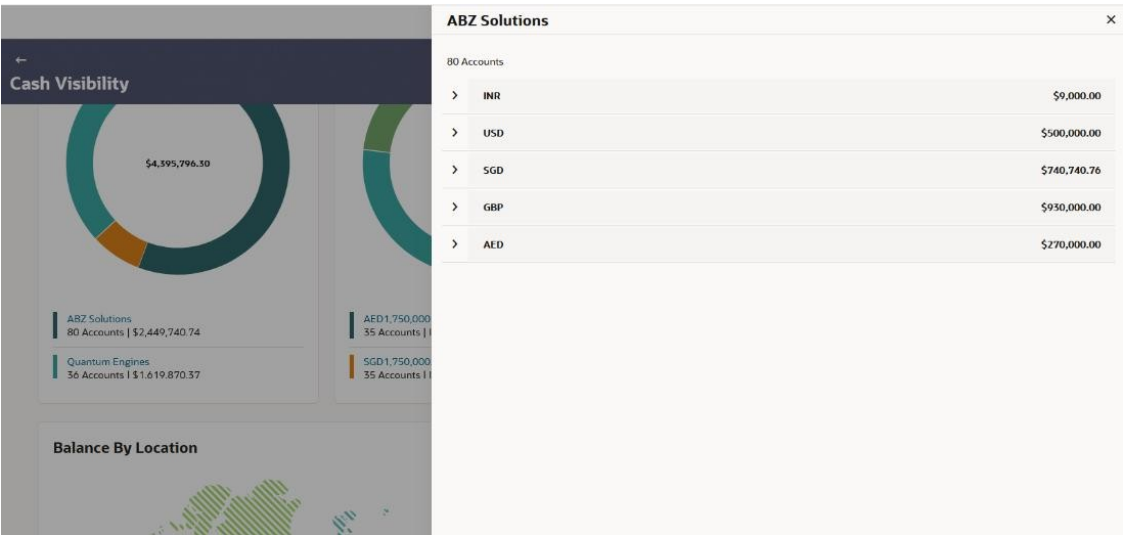 ABZ Solutions
80 Accounts
INR $9,000.00
USD $500,000.00
SGD $740,740.76
GBP $930,000.00
AED $270,000.00
Cash Visibility
$4,395,796.30
ABZ Solutions
80 Accounts | $2,449,740.74
Quantum Engines
36 Accounts | $1,619,870.37
AED1,750,000
35 Accounts |
SGD1,750,000
35 Accounts |
Balance By Location